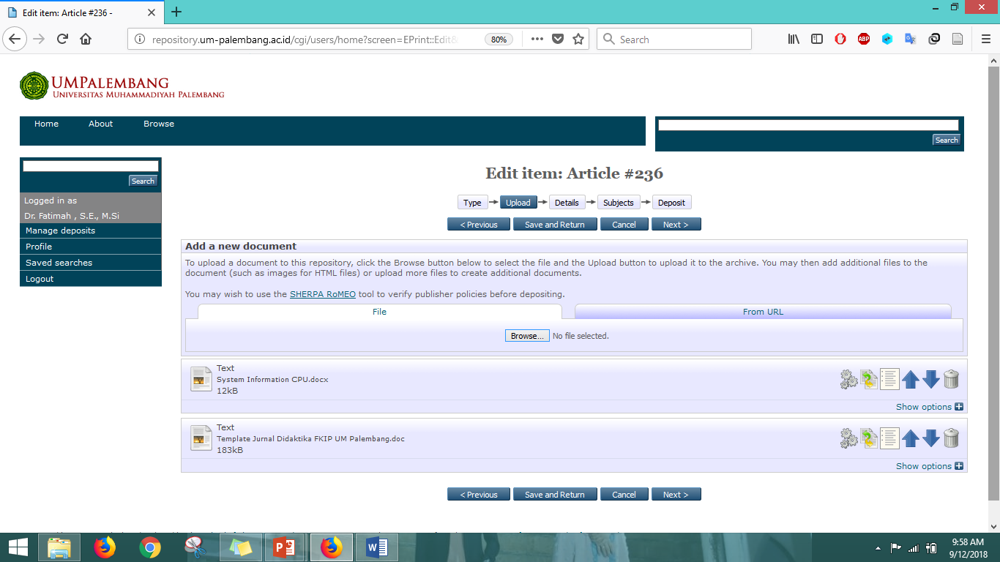 Edit item: Article #236 -
repository.um-palembang.ac.id/cgi/users/home?screen=EPrint::Edit&
80%
Search
ABP
UMPALEMBANG
UNIVERSITAS MUHAMMADIYAH PALEMBANG
Home About Browse
Search
Search
Logged in as
Dr. Fatimah , S.E., M.Si
Manage deposits
Profile
Saved searches
Logout
Edit item: Article #236
Type Upload Details Subjects Deposit
< Previous Save and Return Cancel Next >
Add a new document
To upload a document to this repository, click the Browse button below to select the file and the Upload button to upload it to the archive. You may then add additional files to the
document (such as images for HTML files) or upload more files to create additional documents.
You may wish to use the SHERPA RoMEO tool to verify publisher policies before depositing.
File From URL
Browse... No file selected.
Text
System Information CPU.docx
12kB
Show options
Text
Template Jurnal Didaktika FKIP UM Palembang.doc
183kB
Show options
< Previous Save and Return Cancel Next >
9:58 AM
9/12/2018